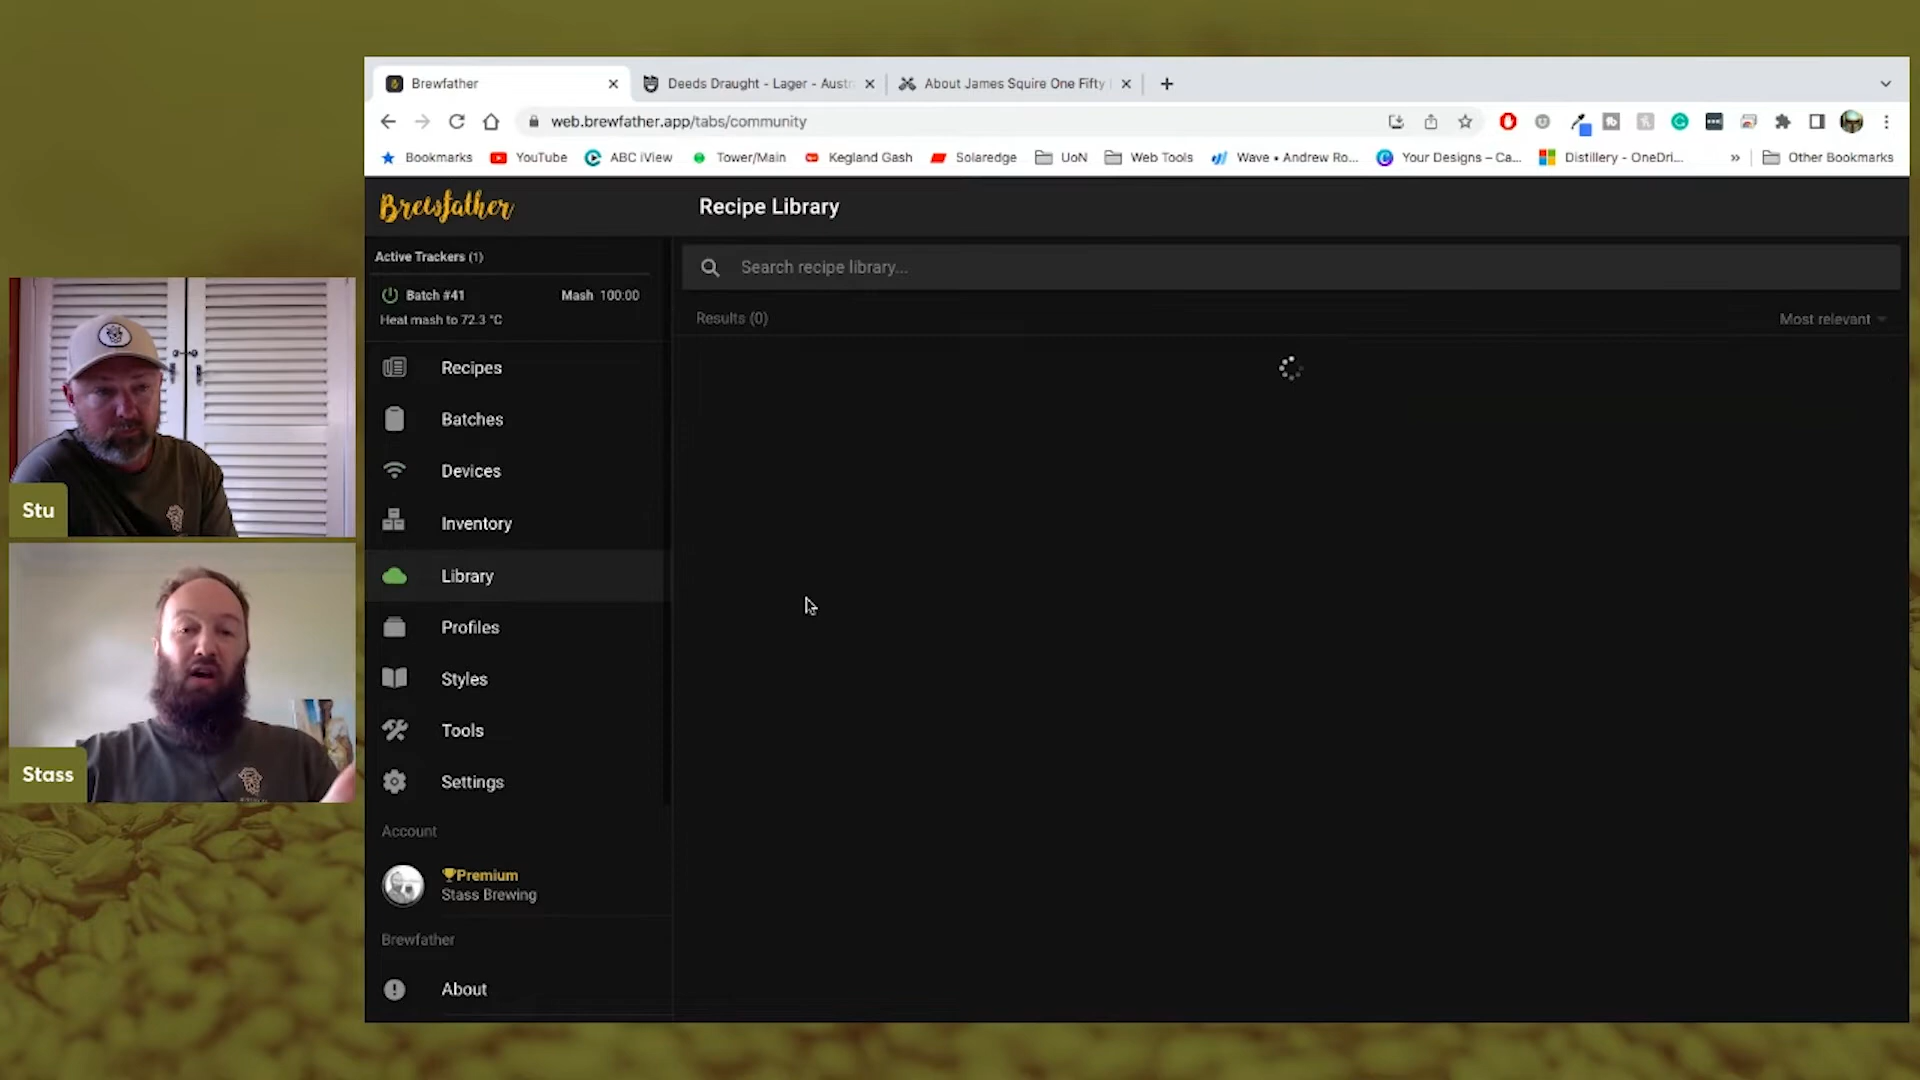 Brewfather
Deeds Draught - Lager - Austr
About James Squire One Fifty
web.brewfather.app/tabs/community
Bookmarks
YouTube
ABC iView
Tower/Main
Kegland Gash
Solaredge
UoN
Web Tools
Wave • Andrew Ro...
Your Designs – Ca...
Distillery - OneDri...
»
Other Bookmarks
Brewfather
Recipe Library
Active Trackers (1)
Search recipe library...
Batch #41
Mash 100:00
Heat mash to 72.3 °C
Results (0)
Most relevant
Recipes
Batches
Devices
Inventory
Library
Profiles
Styles
Tools
Settings
Account
Premium
Stass Brewing
Brewfather
About
Stu
Stass